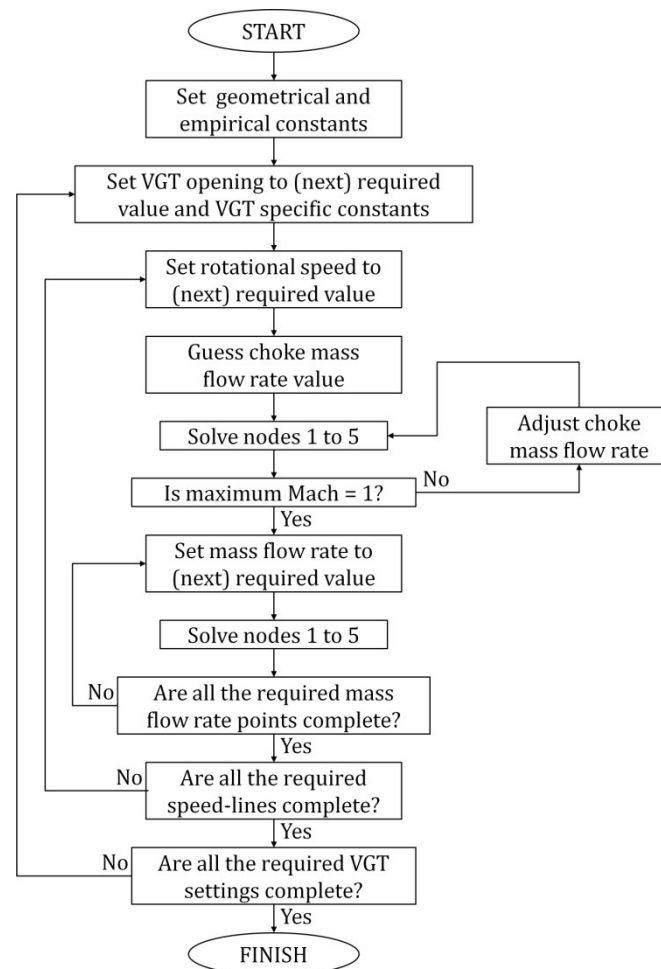 START
Set geometrical and
empirical constants
Set VGT opening to (next) required
value and VGT specific constants
Set rotational speed to
(next) required value
Guess choke mass
flow rate value
Solve nodes 1 to 5
Adjust choke
mass flow rate
Is maximum Mach = 1?
No
Yes
Set mass flow rate to
(next) required value
Solve nodes 1 to 5
No
Are all the required mass
flow rate points complete?
Yes
No
Are all the required
speed-lines complete?
Yes
No
Are all the required VGT
settings complete?
Yes
FINISH